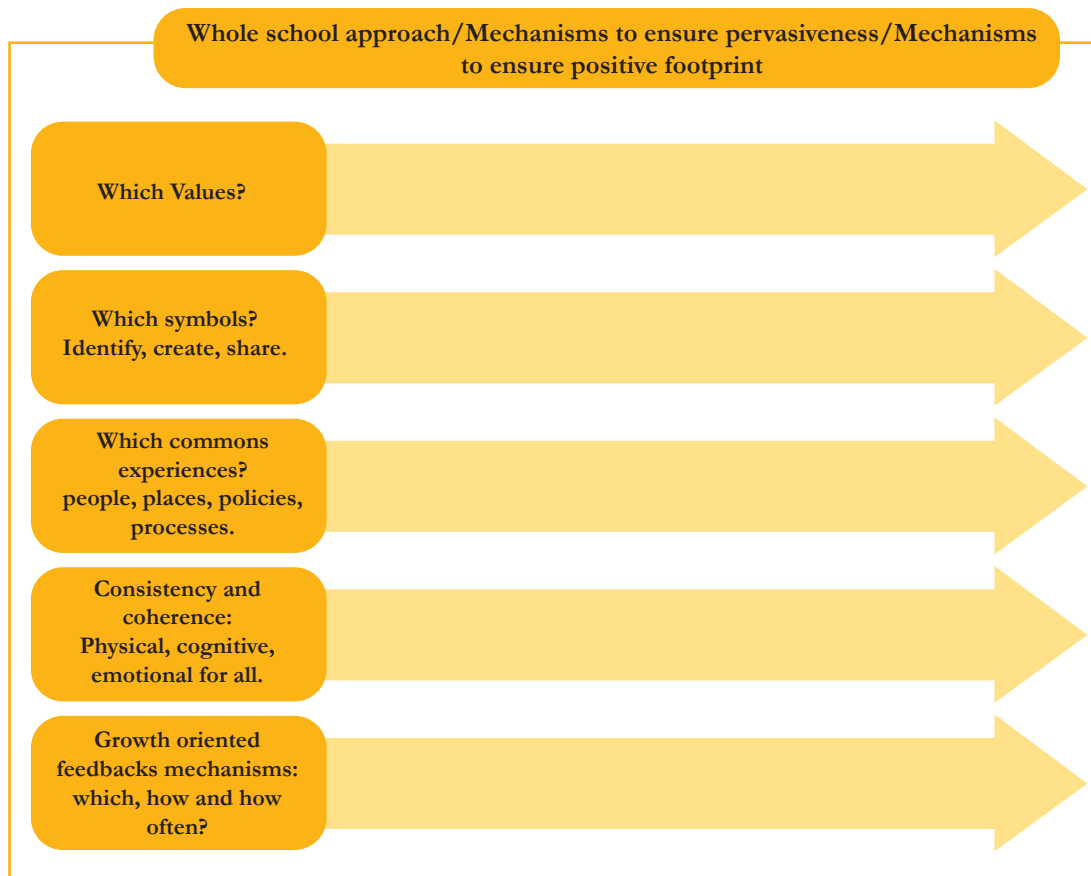 Whole school approach/Mechanisms to ensure pervasiveness/Mechanisms
to ensure positive footprint
Which Values?
Which symbols?
Identify, create, share.
Which commons
experiences?
people, places, policies,
processes.
Consistency and
coherence:
Physical, cognitive,
emotional for all.
Growth oriented
feedbacks mechanisms:
which, how and how
often?